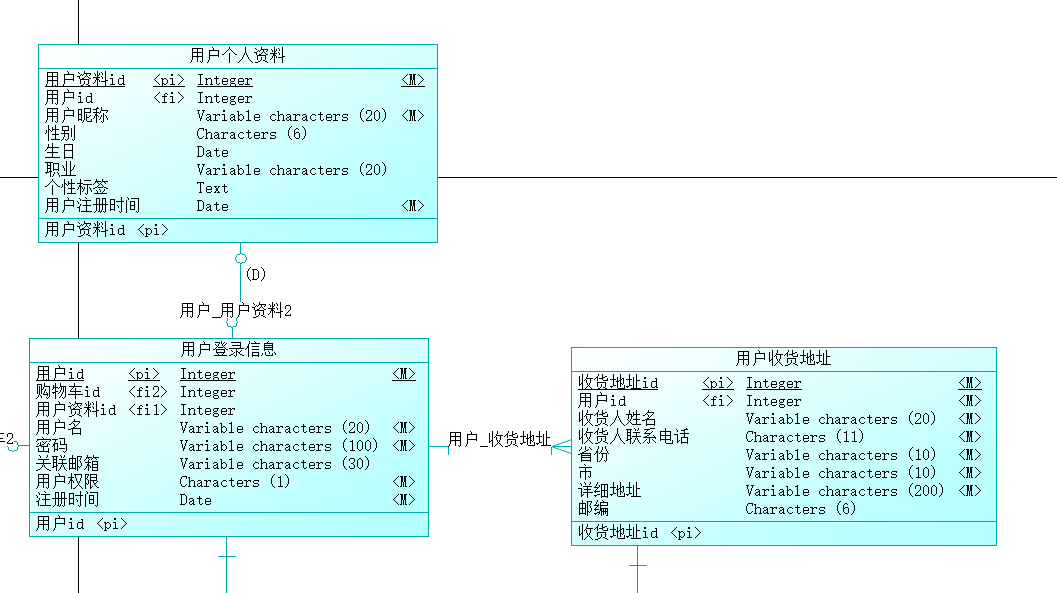 用户个人资料
用户资料id <pi> Integer <M>
用户id <fi> Integer
用户昵称 Variable characters (20) <M>
性别 Characters (6)
生日 Date
职业 Variable characters (20)
个性标签 Text
用户注册时间 Date <M>
用户资料id <pi>
(D)
用户_用户资料2
用户登录信息
用户id <pi> Integer <M>
购物车id <fi2> Integer
用户资料id <fi1> Integer
用户名 Variable characters (20) <M>
密码 Variable characters (100) <M>
关联邮箱 Variable characters (30)
用户权限 Characters (1) <M>
注册时间 Date <M>
用户id <pi>
用户_收货地址
用户收货地址
收货地址id <pi> Integer <M>
用户id <fi> Integer <M>
收货人姓名 Variable characters (20) <M>
收货人联系电话 Characters (11) <M>
省份 Variable characters (10) <M>
市 Variable characters (10) <M>
详细地址 Variable characters (200) <M>
邮编 Characters (6)
收货地址id <pi>